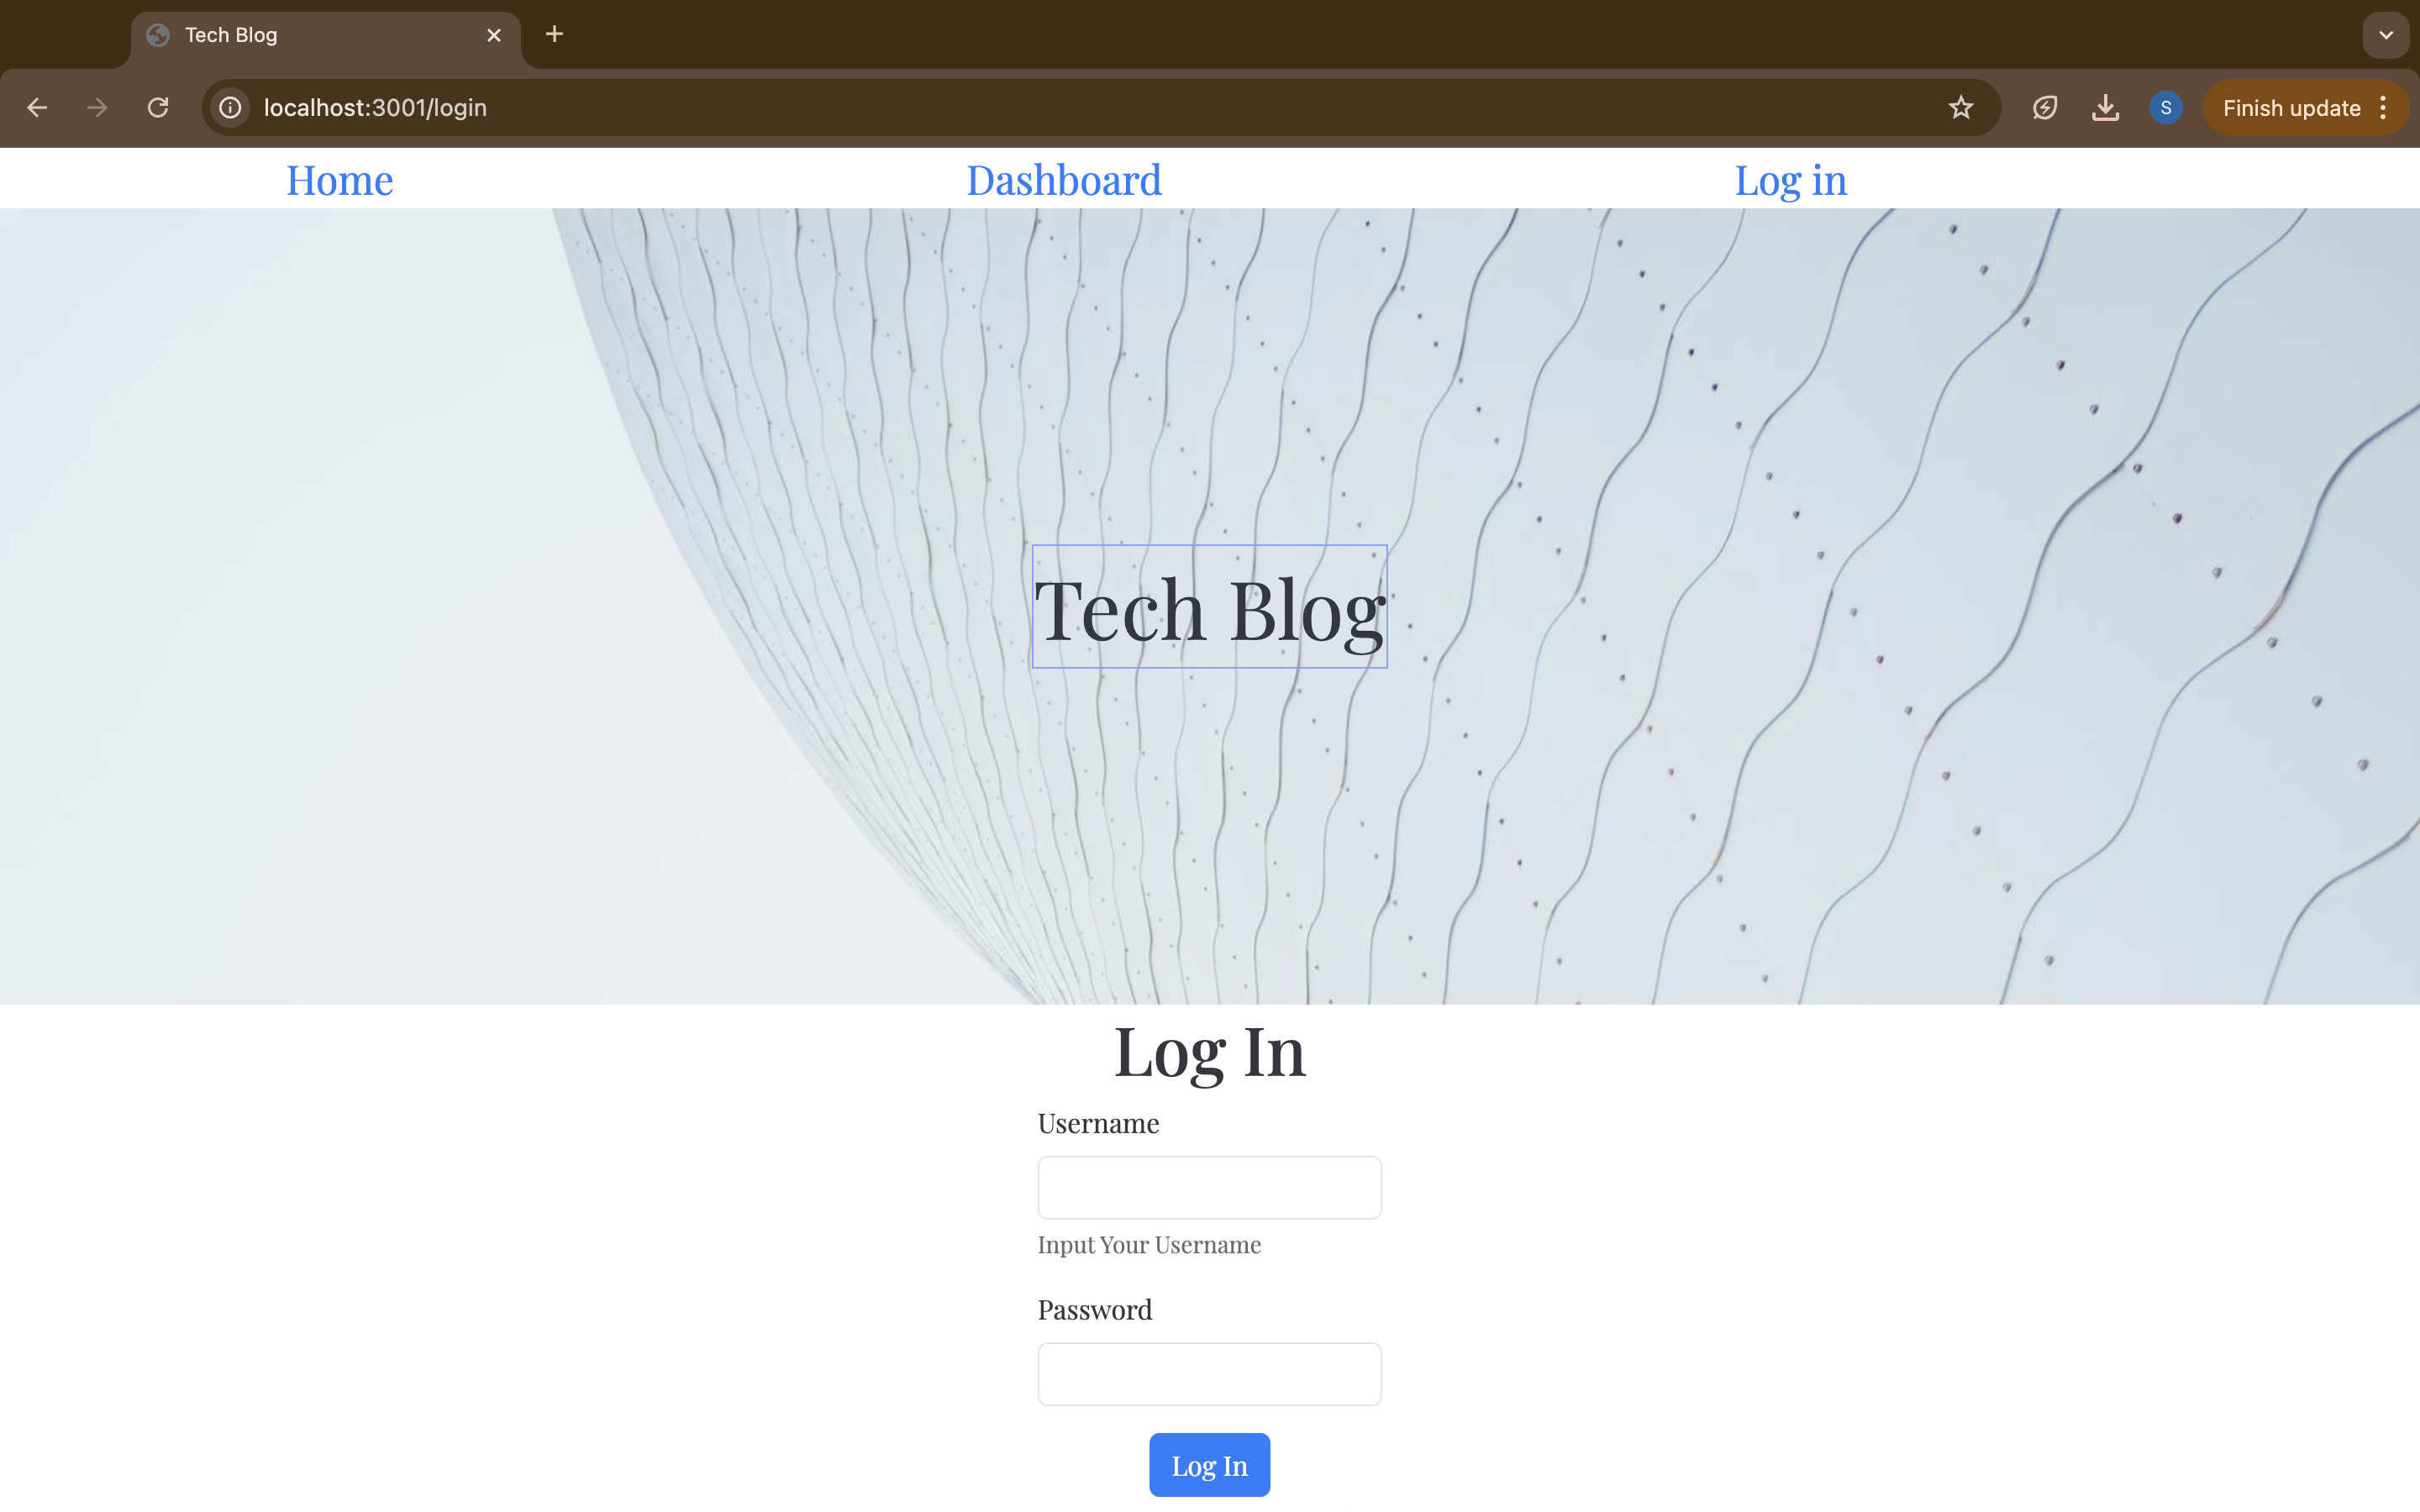 Tech Blog
localhost:3001/login
S
Finish update
Home Dashboard Log in
Tech Blog
Log In
Username
Input Your Username
Password
Log In